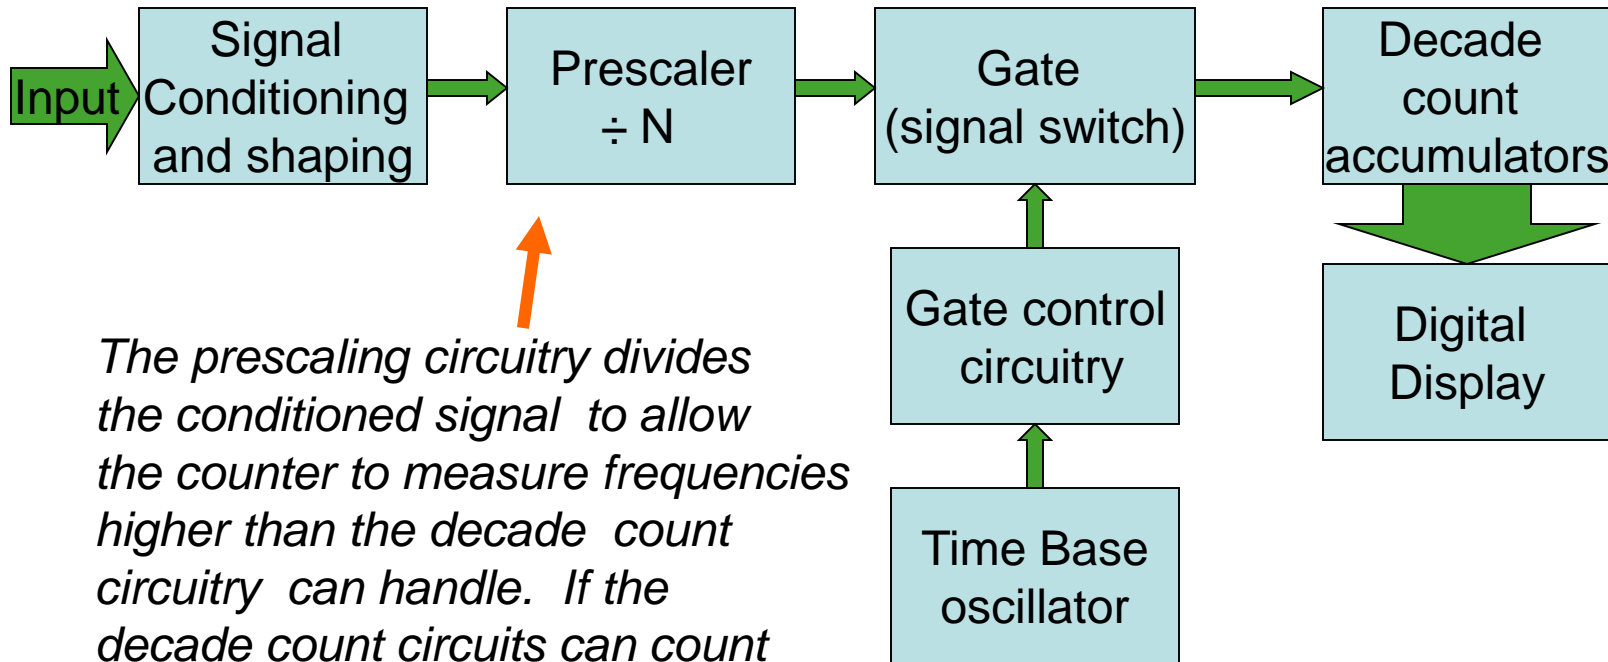 Input
Signal
Conditioning
and shaping
Prescaler
÷ N
Gate
(signal switch)
Decade
count
accumulators
Gate control
circuitry
Digital
Display
Time Base
oscillator
The prescaling circuitry divides
the conditioned signal to allow
the counter to measure frequencies
higher than the decade count
circuitry can handle. If the
decade count circuits can count